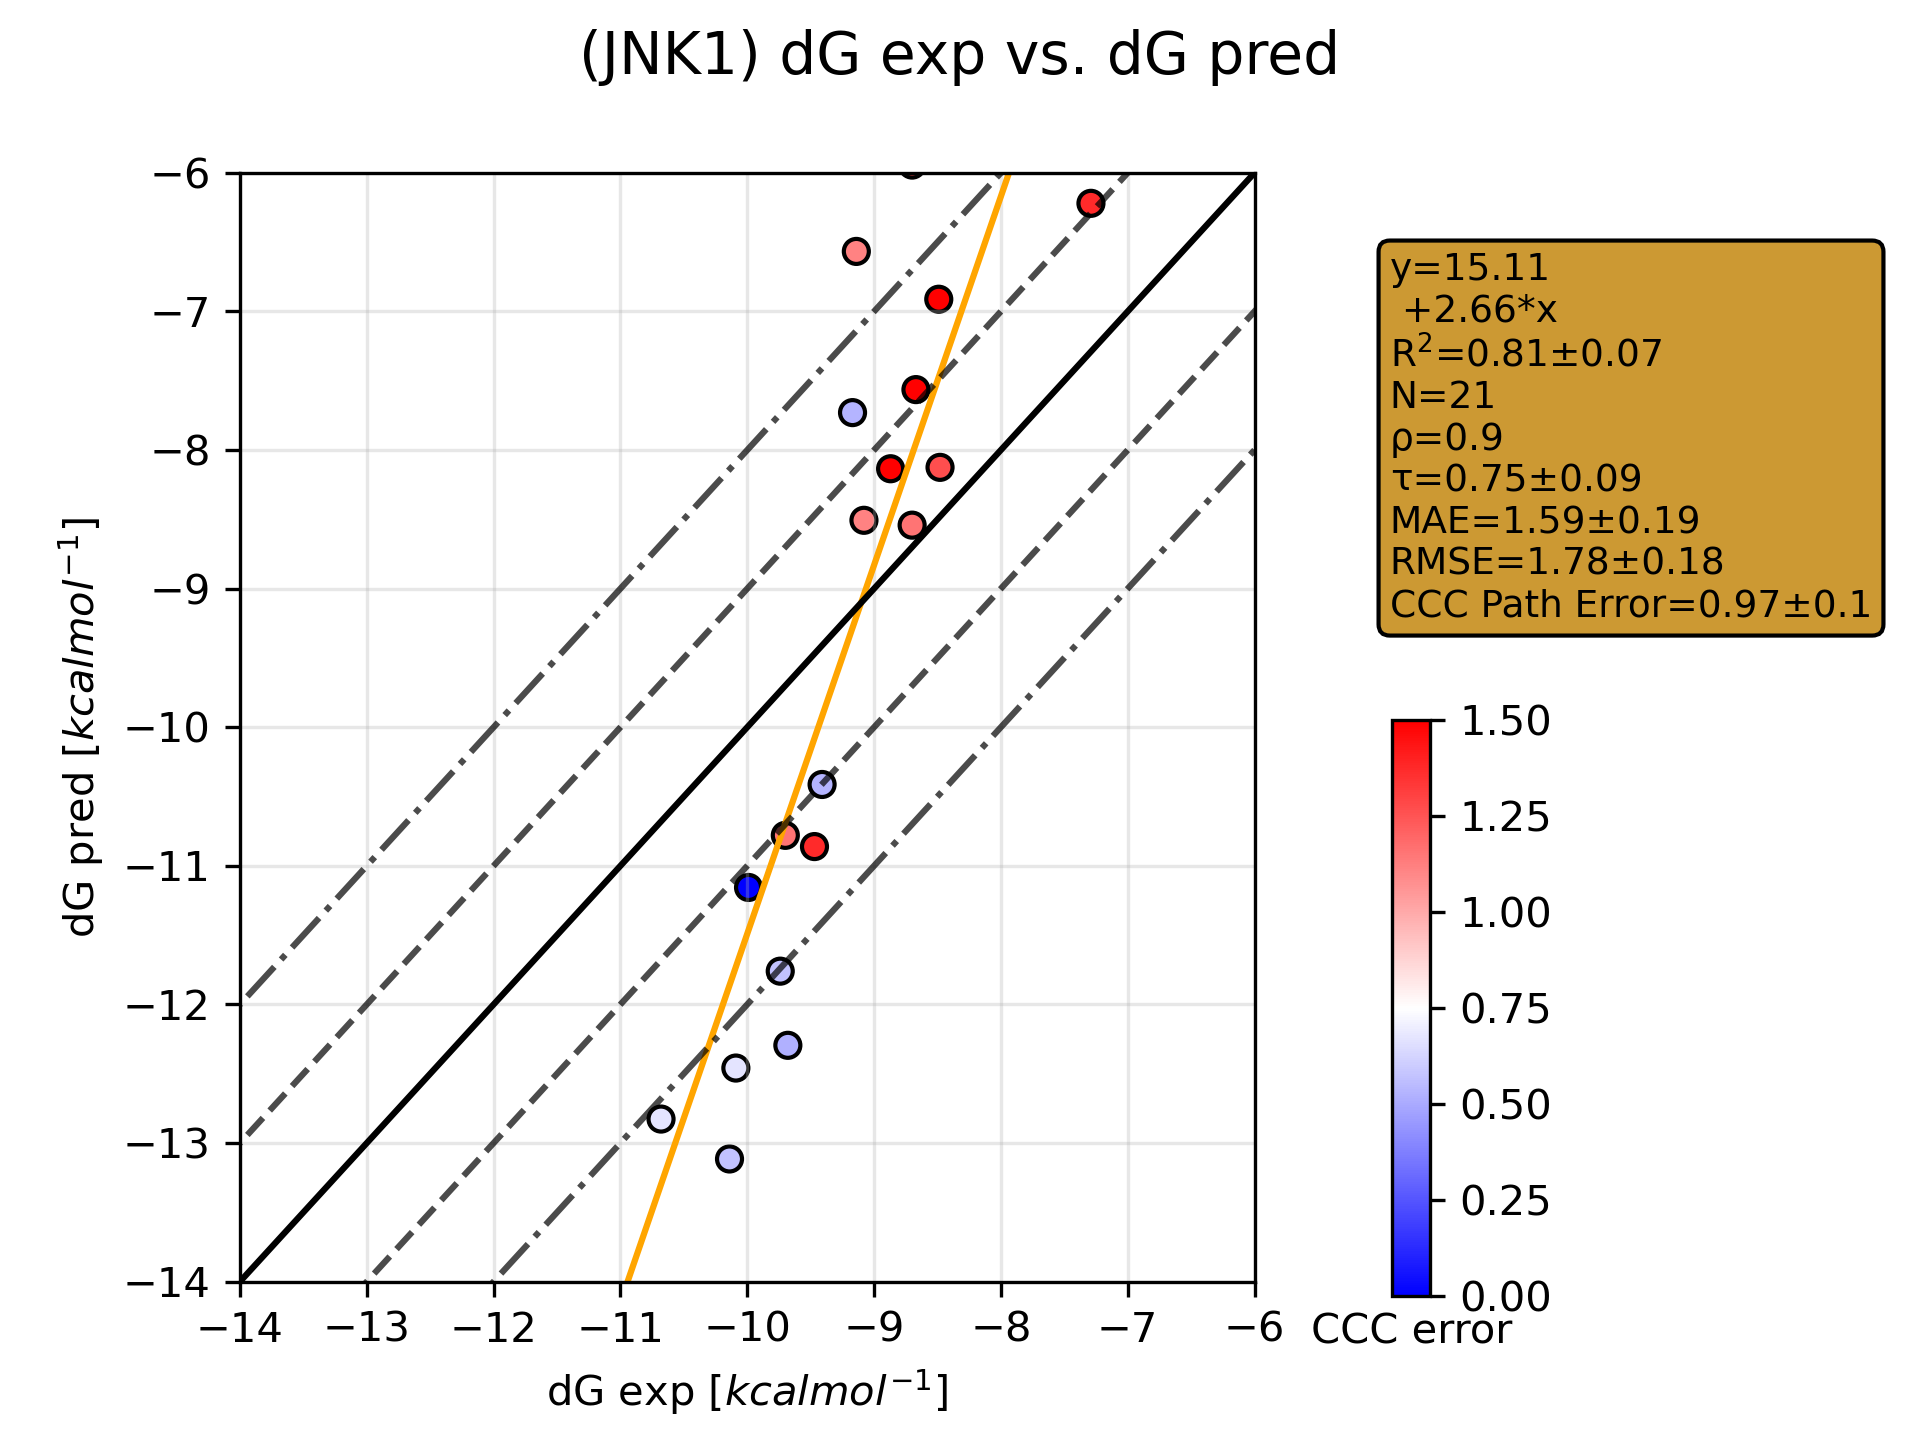 (JNK1) dG exp vs. dG pred
−6
−7
−8
−9
−10
−11
−12
−13
−14
dG pred [kcalmol⁻¹]
−14 −13 −12 −11 −10 −9 −8 −7 −6
dG exp [kcalmol⁻¹]
y=15.11
+2.66*x
R²=0.81±0.07
N=21
ρ=0.9
τ=0.75±0.09
MAE=1.59±0.19
RMSE=1.78±0.18
CCC Path Error=0.97±0.1
1.50
1.25
1.00
0.75
0.50
0.25
0.00
CCC error